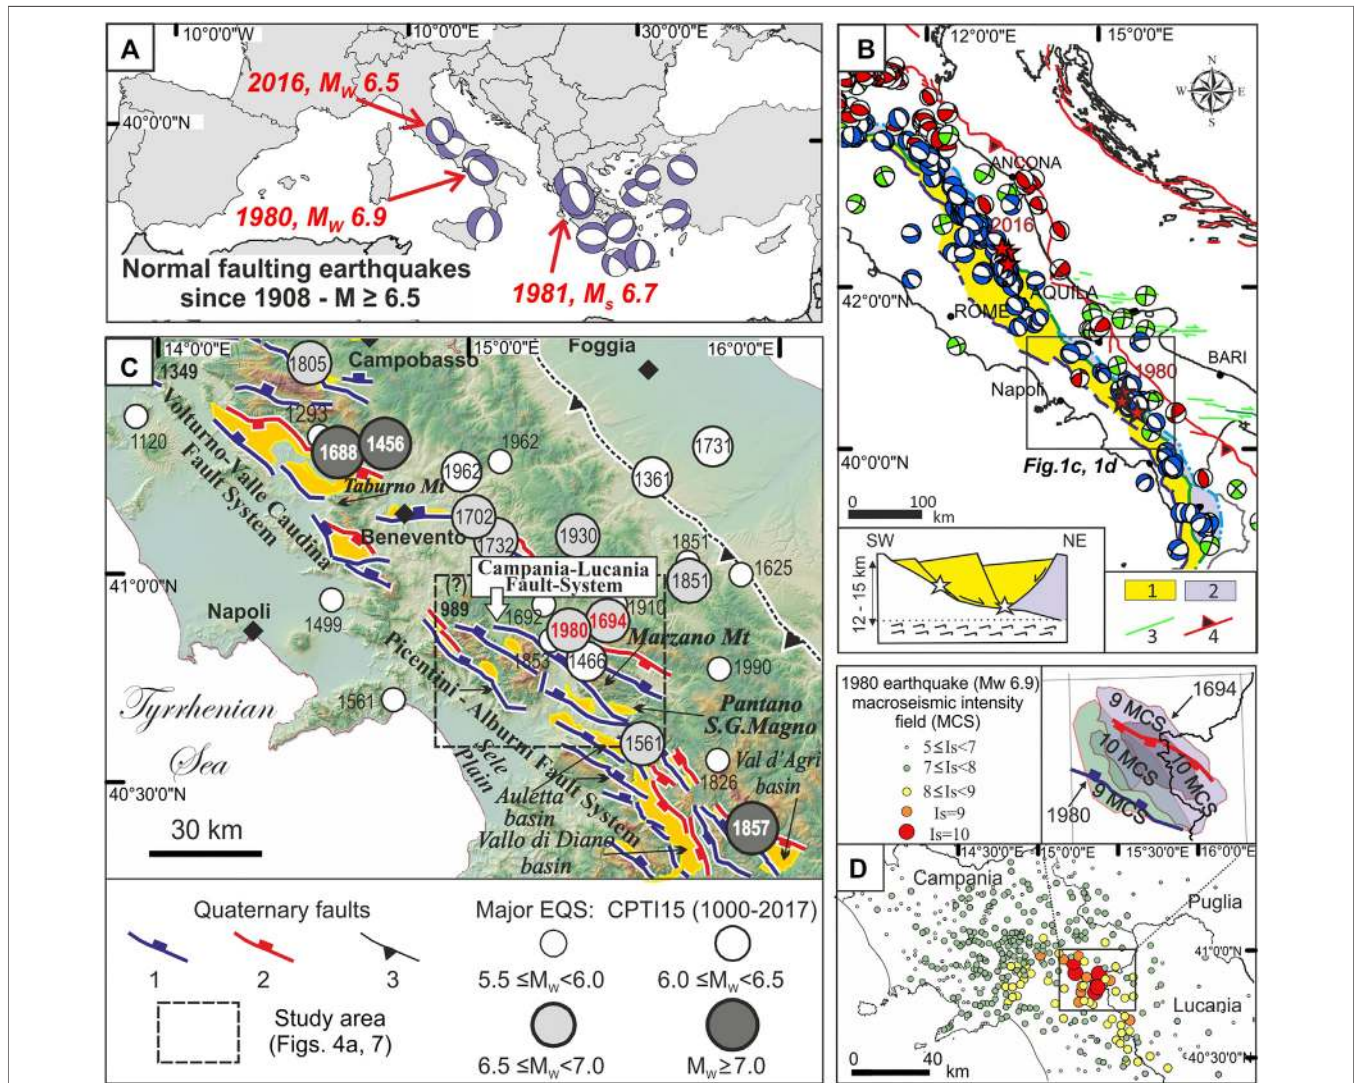 A
10°0'0"W
10°0'0"E
30°0'0"E
40°0'0"N
2016, Mw 6.5
1980, Mw 6.9
1981, Ms 6.7
Normal faulting earthquakes
since 1908 - M ≥ 6.5
B
12°0'0"E
15°0'0"E
N
W
E
S
ANCONA
2016
42°0'0"N
AQUILA
ROME
BARI
1980
Napoli
40°0'0"N
Fig.1c, 1d
0
100
km
SW
NE
12 - 15 km
1
2
3
4
C
14°0'0"E
15°0'0"E
16°0'0"E
Campobasso
Foggia
1349
1805
1293
1120
1688
1456
1962
1962
1731
1361
Volturno-Valle Caudina
Fault System
Taburno Mt
1702
Benevento
1732
1930
1851
1851
1625
Campania-Lucania
Fault-System
41°0'0"N
(?)
989
1692
1910
1980
1694
Napoli
1499
Marzano Mt
1853
1466
1990
Picentini - Alburni Fault System
1561
Pantano
S.G.Magno
Tyrrhenian
Sea
Sele
Plain
1561
1826
Val d'Agri
basin
40°30'0"N
Auletta
basin
1857
30 km
Vallo di Diano
basin
Quaternary faults
1
2
3
Study area
(Figs. 4a, 7)
Major EQS: CPTI15 (1000-2017)
5.5 ≤Mw<6.0
6.0 ≤Mw<6.5
6.5 ≤Mw<7.0
Mw≥7.0
1980 earthquake (Mw 6.9)
macroseismic intensity
field (MCS)
5≤Is<7
7≤Is<8
8≤Is<9
Is=9
Is=10
1694
9 MCS
10 MCS
10 MCS
9 MCS
1980
D
14°30'0"E
15°0'0"E
15°30'0"E
16°0'0"E
Campania
Puglia
41°0'0"N
Lucania
0
40
km
40°30'0"N